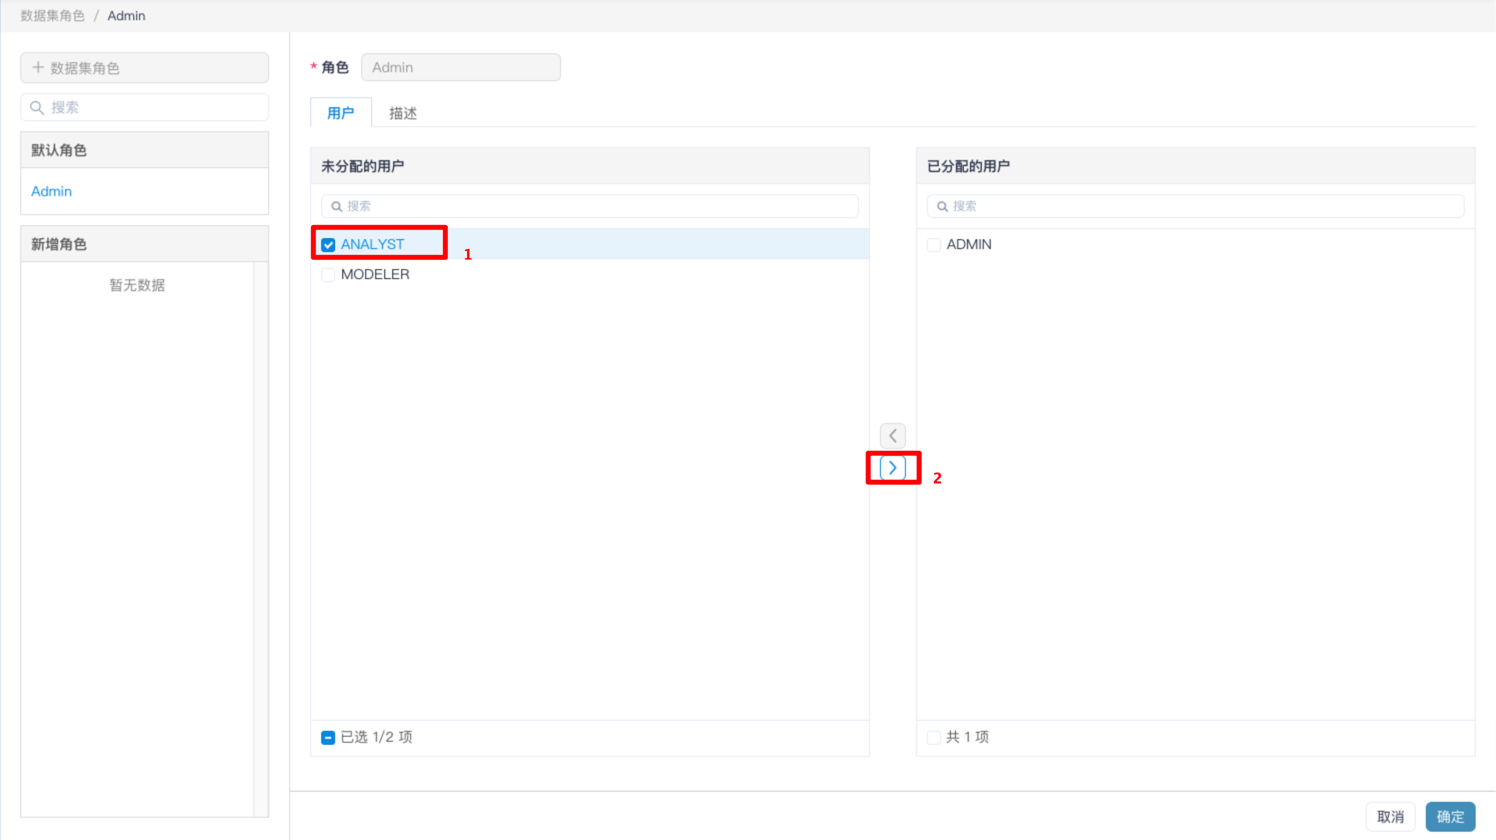 数据集角色 / Admin
+ 数据集角色
搜索
默认角色
Admin
新增角色
暂无数据
* 角色 Admin
用户 描述
未分配的用户
搜索
ANALYST 1
MODELER
已选 1/2 项
2
已分配的用户
搜索
ADMIN
共 1 项
取消 确定